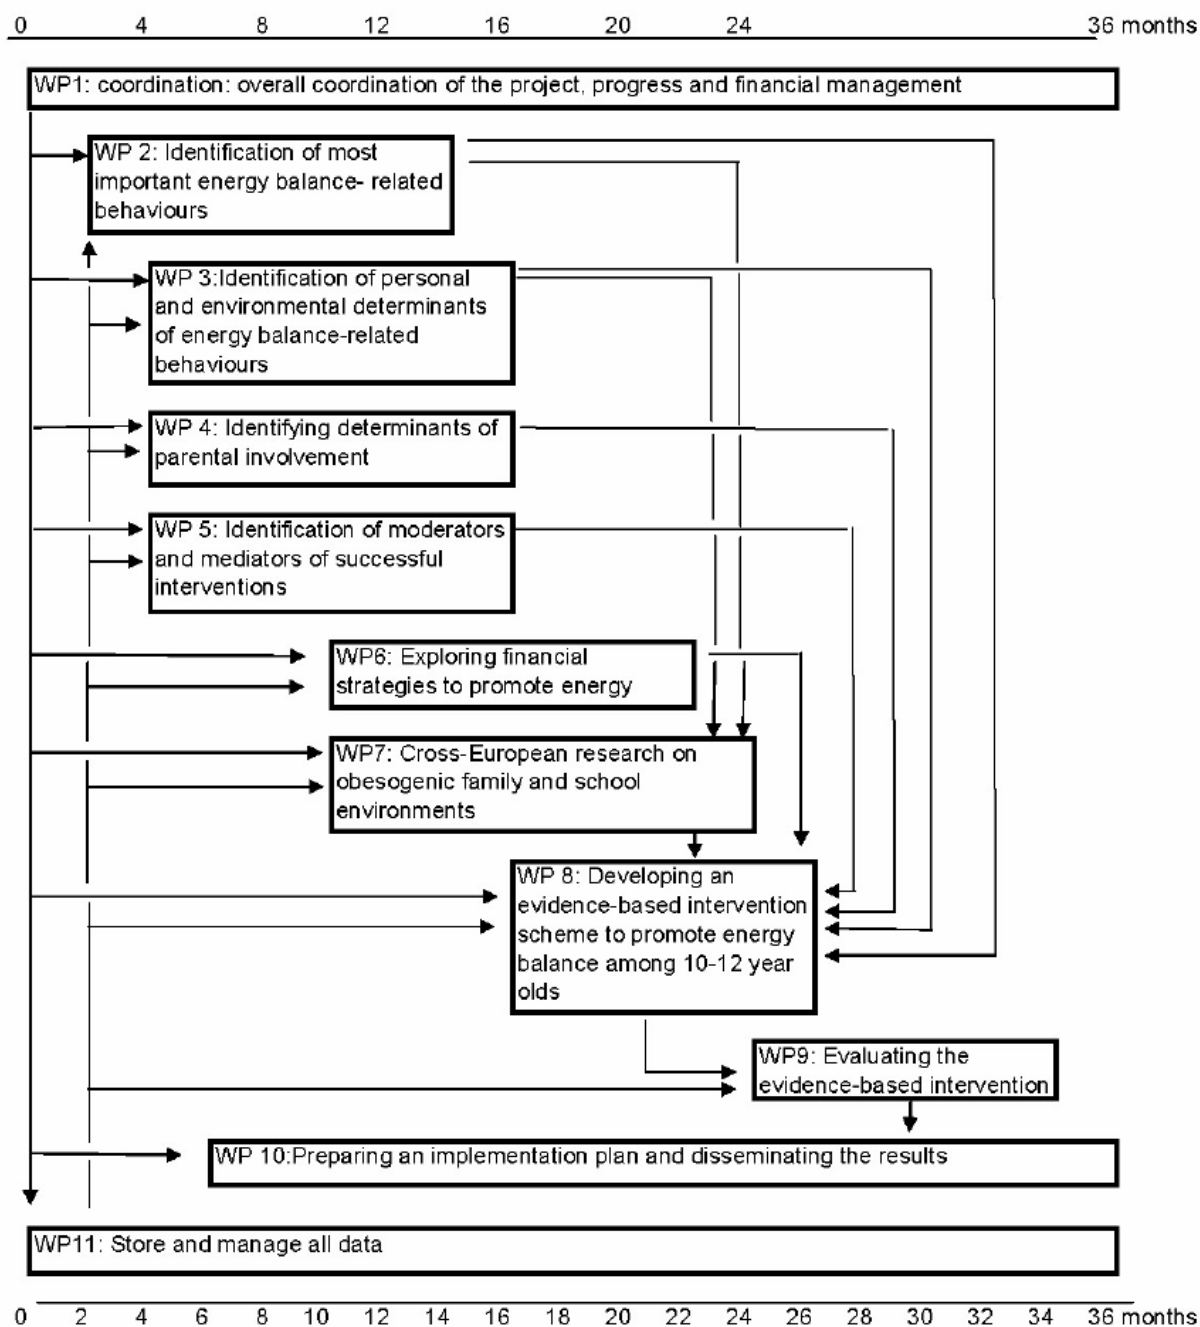 0 4 8 12 16 20 24 36 months
WP1: coordination: overall coordination of the project, progress and financial management
WP 2: Identification of most
important energy balance- related
behaviours
WP 3:Identification of personal
and environmental determinants
of energy balance-related
behaviours
WP 4: Identifying determinants of
parental involvement
WP 5: Identification of moderators
and mediators of successful
interventions
WP6: Exploring financial
strategies to promote energy
WP7: Cross-European research on
obesogenic family and school
environments
WP 8: Developing an
evidence-based intervention
scheme to promote energy
balance among 10-12 year
olds
WP9: Evaluating the
evidence-based intervention
WP 10:Preparing an implementation plan and disseminating the results
WP11: Store and manage all data
0 2 4 6 8 10 12 14 16 18 20 22 24 26 28 30 32 34 36 months